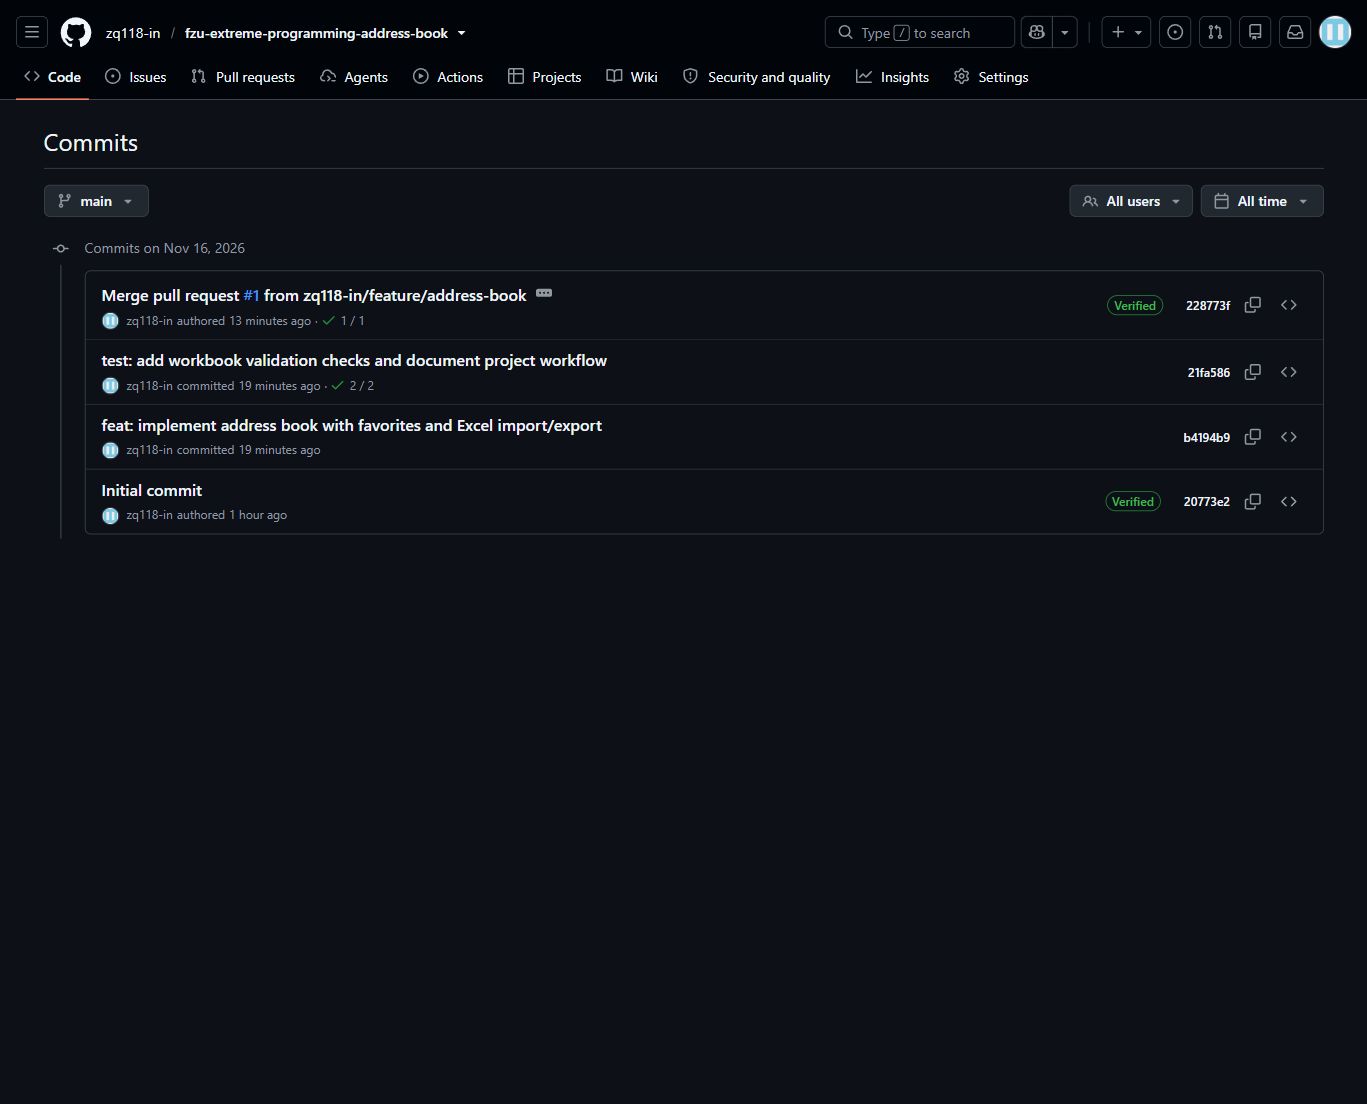 zq118-in / fzu-extreme-programming-address-book
Type / to search
Code Issues Pull requests Agents Actions Projects Wiki Security and quality Insights Settings
Commits
main
All users All time
Commits on Nov 16, 2026
Merge pull request #1 from zq118-in/feature/address-book
zq118-in authored 13 minutes ago · 1 / 1
Verified 228773f
test: add workbook validation checks and document project workflow
zq118-in committed 19 minutes ago · 2 / 2
21fa586
feat: implement address book with favorites and Excel import/export
zq118-in committed 19 minutes ago
b4194b9
Initial commit
zq118-in authored 1 hour ago
Verified 20773e2